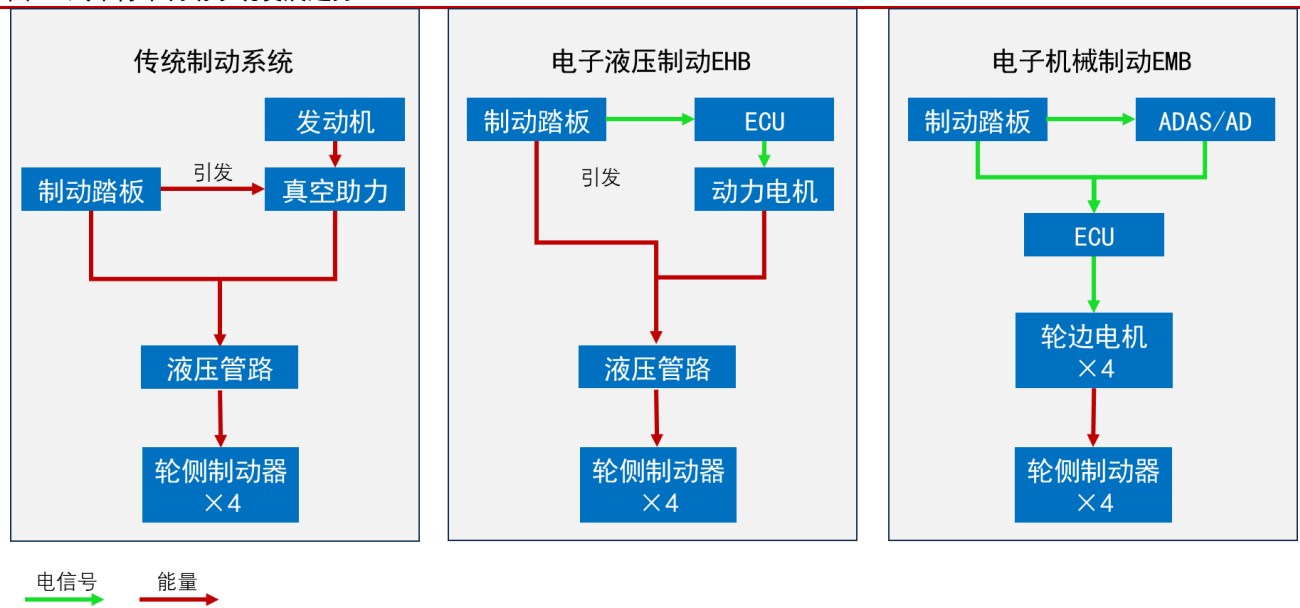 传统制动系统
发动机
制动踏板
引发
真空助力
液压管路
轮侧制动器
×4
电子液压制动EHB
制动踏板
ECU
引发
动力电机
液压管路
轮侧制动器
×4
电子机械制动EMB
制动踏板
ADAS/AD
ECU
轮边电机
×4
轮侧制动器
×4
电信号
能量